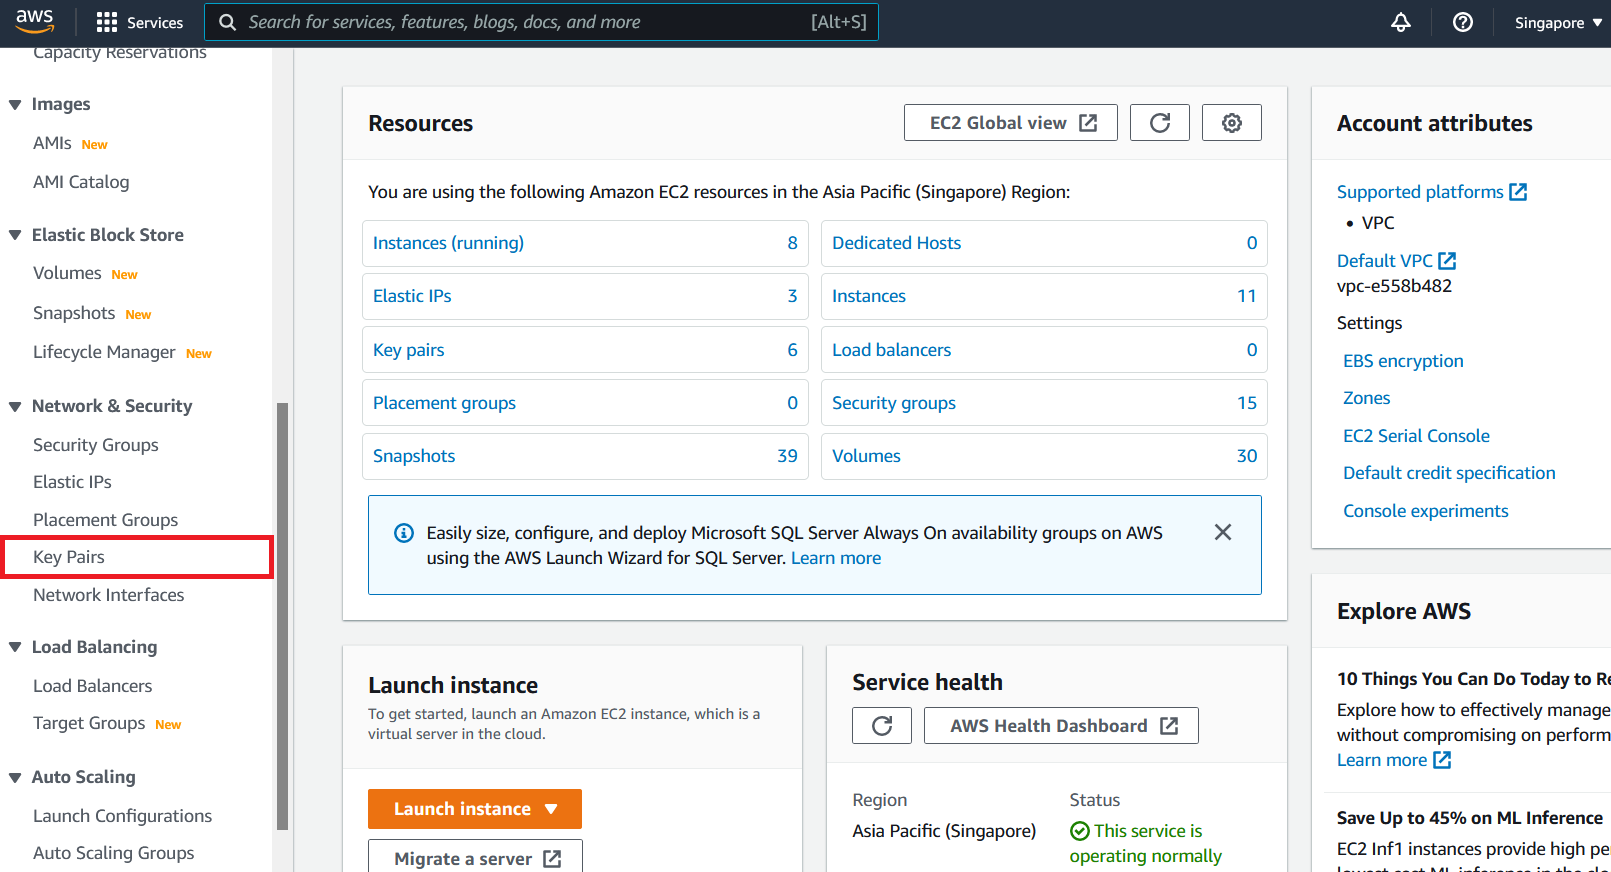 aws
Services
Search for services, features, blogs, docs, and more
[Alt+S]
Singapore
Capacity Reservations
Images
AMIs New
AMI Catalog
Elastic Block Store
Volumes New
Snapshots New
Lifecycle Manager New
Network & Security
Security Groups
Elastic IPs
Placement Groups
Key Pairs
Network Interfaces
Load Balancing
Load Balancers
Target Groups New
Auto Scaling
Launch Configurations
Auto Scaling Groups
Resources
EC2 Global view
You are using the following Amazon EC2 resources in the Asia Pacific (Singapore) Region:
Instances (running) 8
Dedicated Hosts 0
Elastic IPs 3
Instances 11
Key pairs 6
Load balancers 0
Placement groups 0
Security groups 15
Snapshots 39
Volumes 30
Easily size, configure, and deploy Microsoft SQL Server Always On availability groups on AWS
using the AWS Launch Wizard for SQL Server. Learn more
Launch instance
To get started, launch an Amazon EC2 instance, which is a
virtual server in the cloud.
Launch instance
Migrate a server
Service health
AWS Health Dashboard
Region
Asia Pacific (Singapore)
Status
This service is
operating normally
Account attributes
Supported platforms
• VPC
Default VPC
vpc-e558b482
Settings
EBS encryption
Zones
EC2 Serial Console
Default credit specification
Console experiments
Explore AWS
10 Things You Can Do Today to Re
Explore how to effectively manage
without compromising on perform
Learn more
Save Up to 45% on ML Inference
EC2 Inf1 instances provide high pe